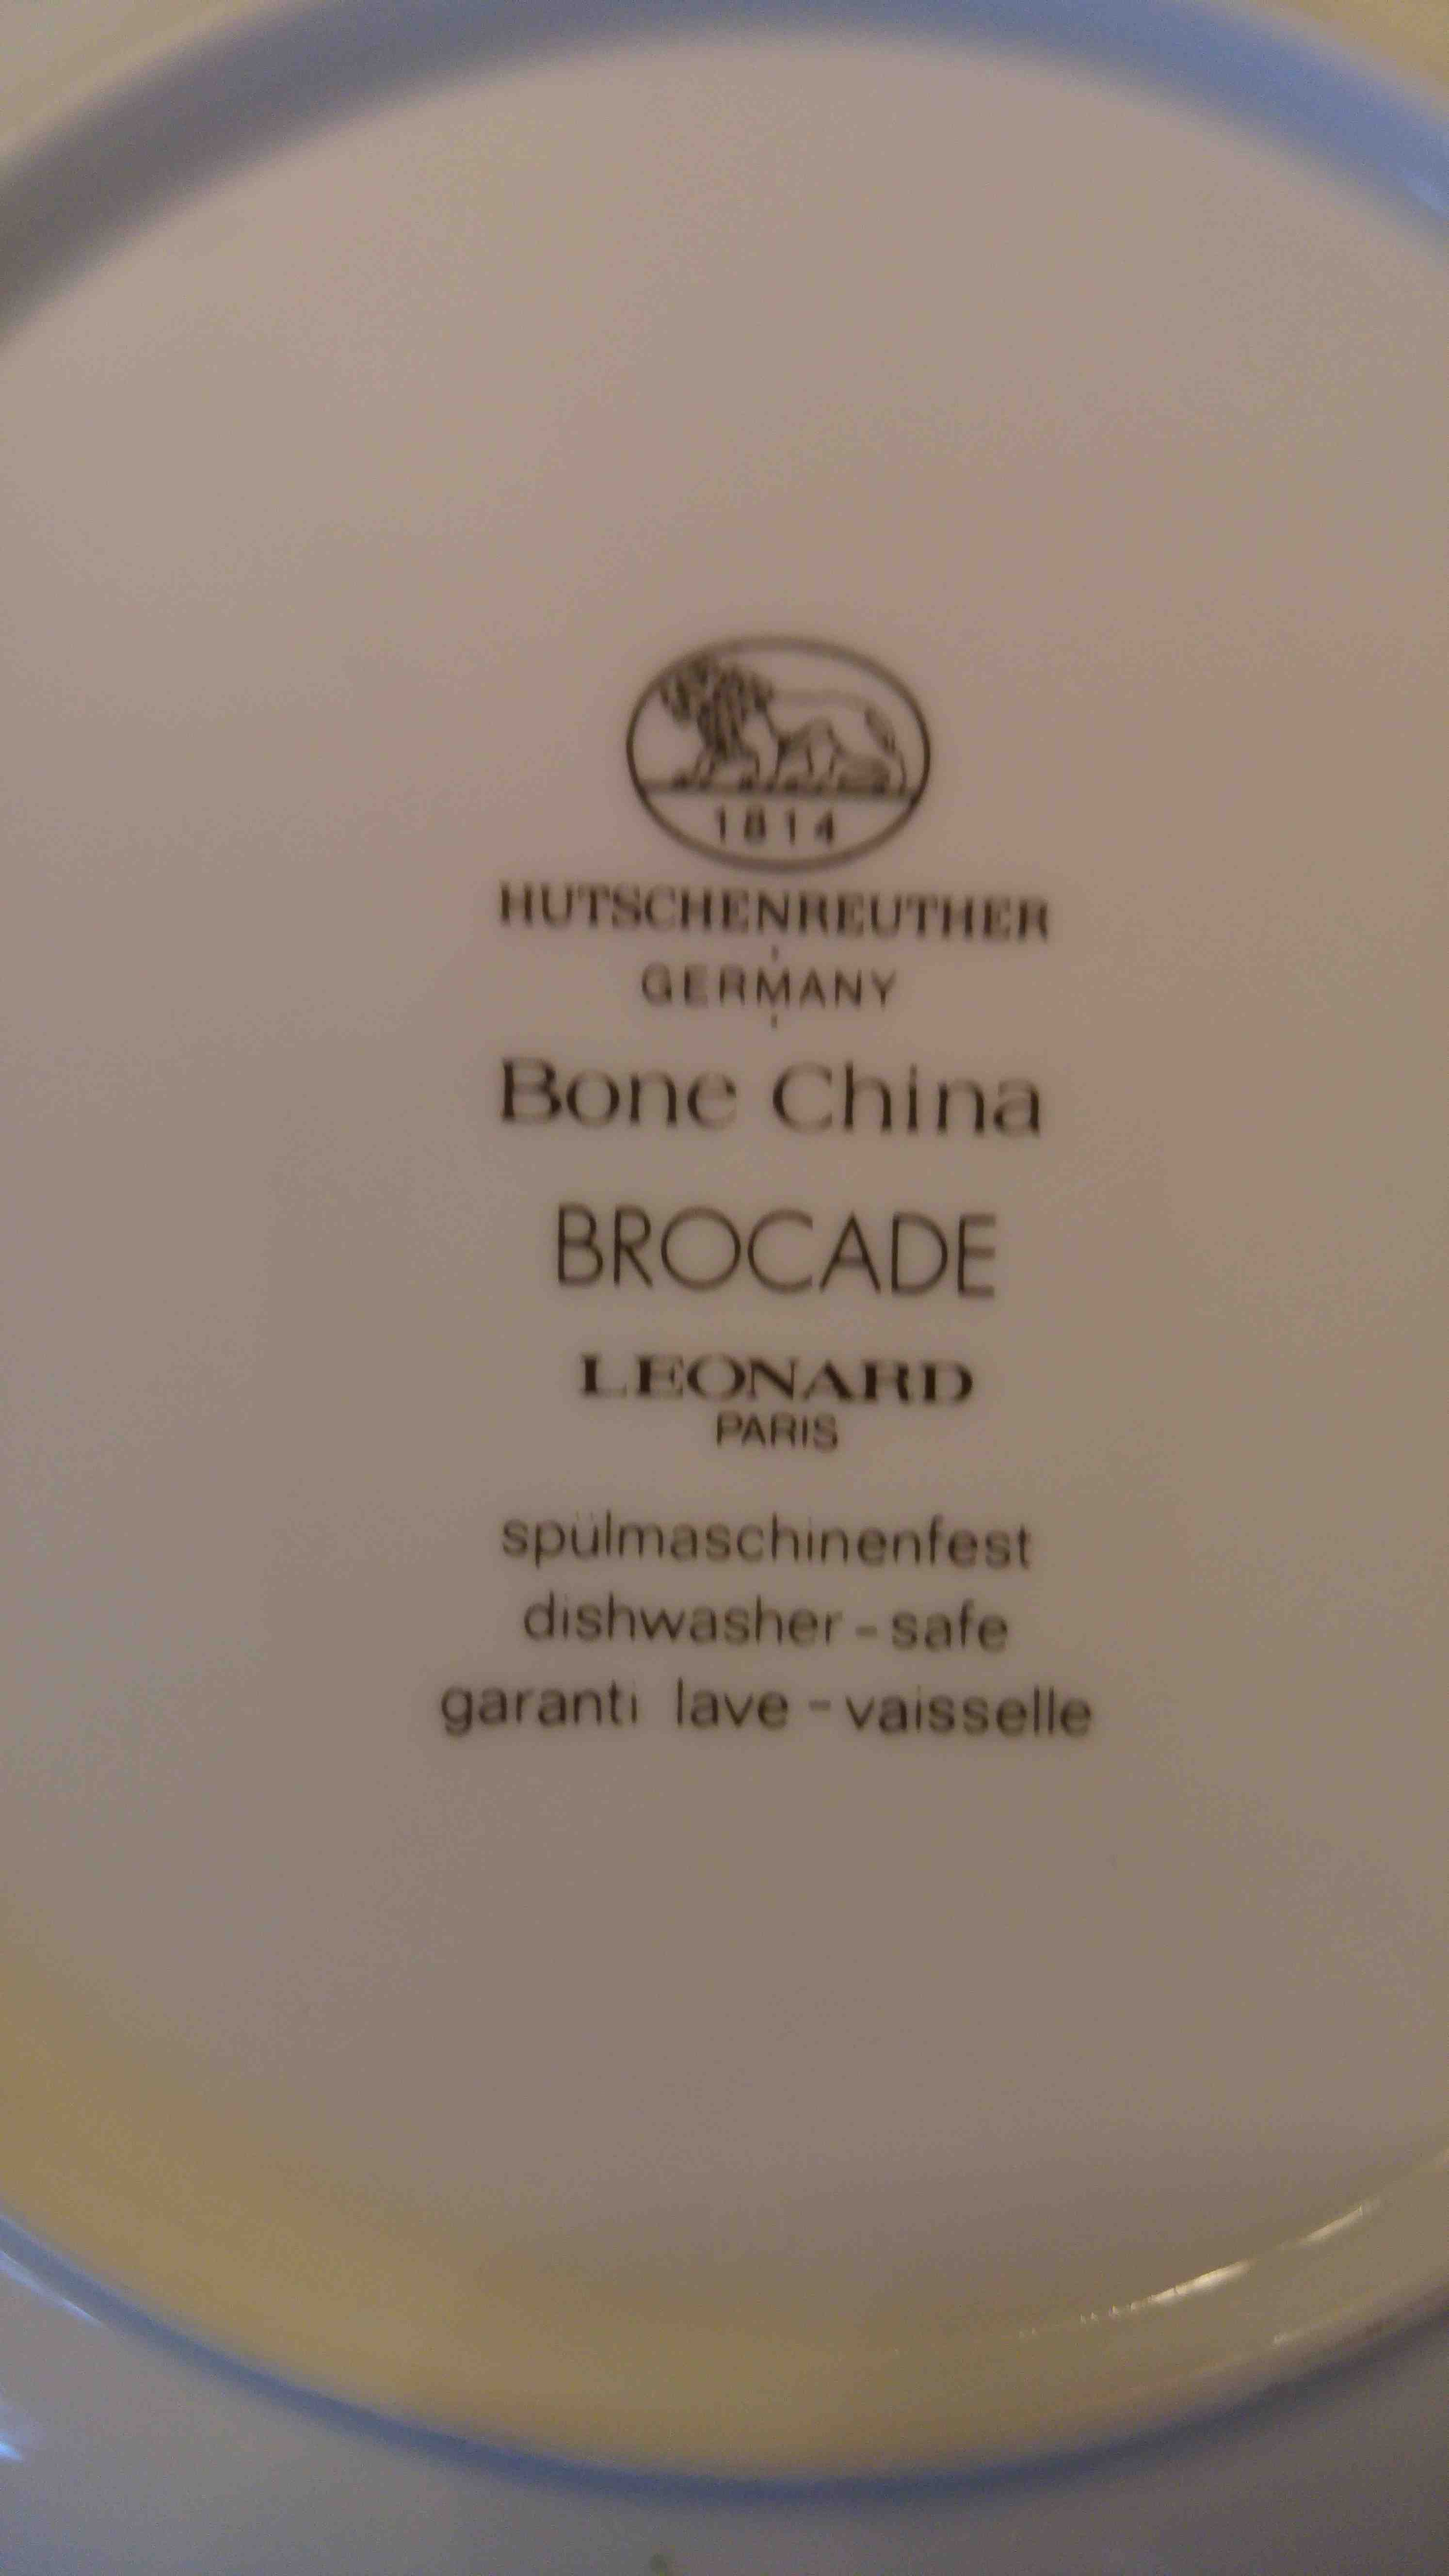 1814
HUTSCHENREUTHER
GERMANY
Bone China
BROCADE
LEONARD
PARIS
spülmaschinenfest
dishwasher-safe
garanti lave-vaisselle